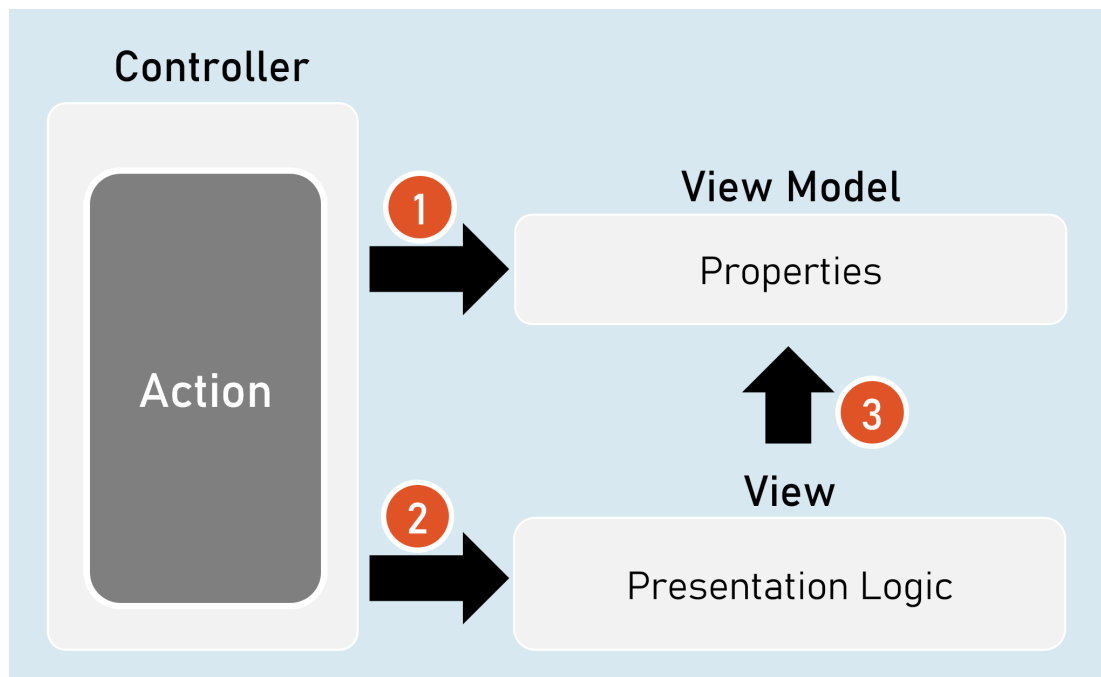 Controller
Action
1
View Model
Properties
3
2
View
Presentation Logic